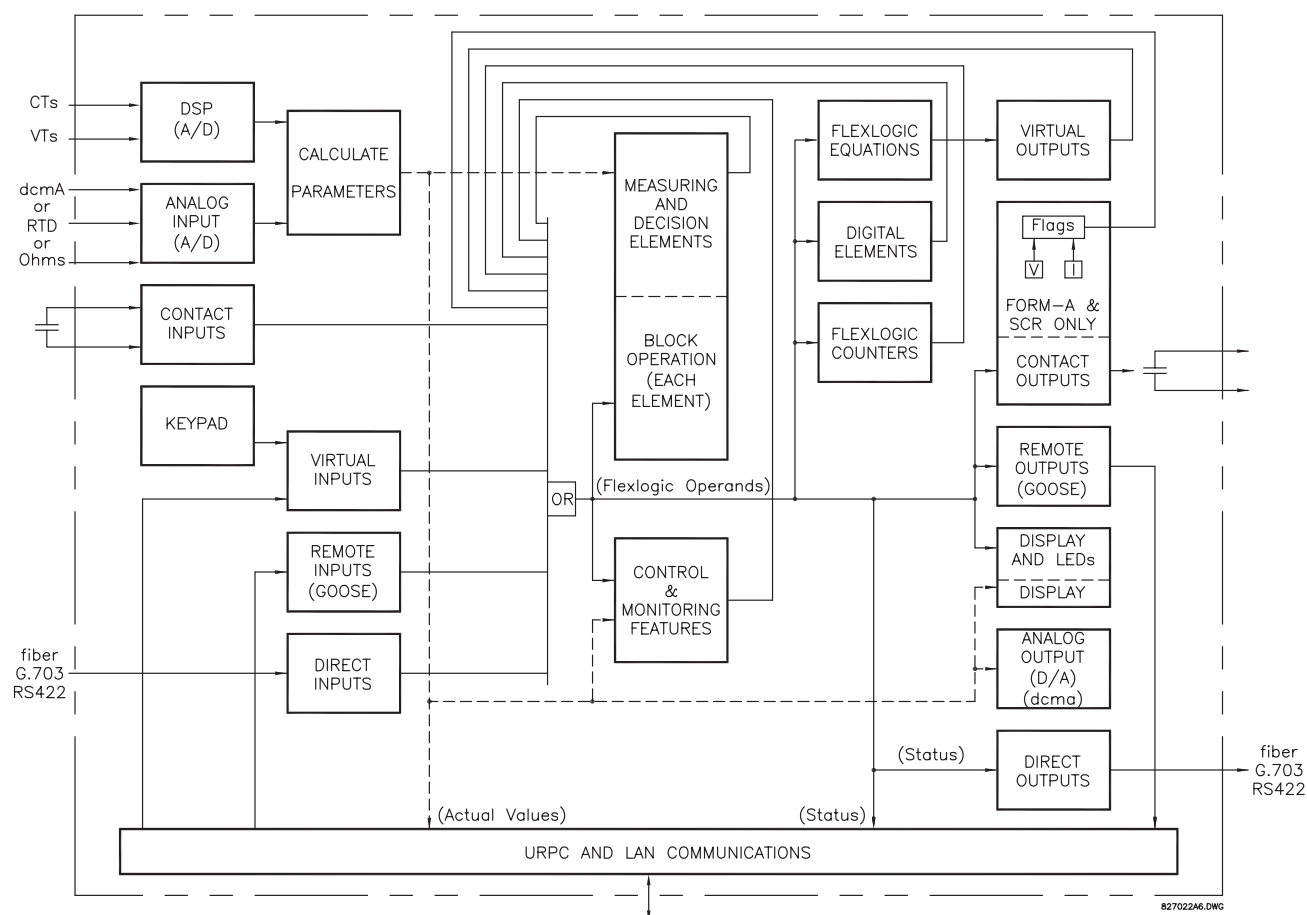 CTs
VTs
DSP
(A/D)
CALCULATE
PARAMETERS
dcmA
or
RTD
or
Ohms
ANALOG
INPUT
(A/D)
CONTACT
INPUTS
KEYPAD
VIRTUAL
INPUTS
REMOTE
INPUTS
(GOOSE)
fiber
G.703
RS422
DIRECT
INPUTS
MEASURING
AND
DECISION
ELEMENTS
BLOCK
OPERATION
(EACH
ELEMENT)
OR
(Flexlogic Operands)
CONTROL
&
MONITORING
FEATURES
FLEXLOGIC
EQUATIONS
DIGITAL
ELEMENTS
FLEXLOGIC
COUNTERS
VIRTUAL
OUTPUTS
Flags
V
I
FORM-A &
SCR ONLY
CONTACT
OUTPUTS
REMOTE
OUTPUTS
(GOOSE)
DISPLAY
AND LEDs
DISPLAY
ANALOG
OUTPUT
(D/A)
(dcma)
(Status)
DIRECT
OUTPUTS
fiber
G.703
RS422
(Actual Values)
(Status)
URPC AND LAN COMMUNICATIONS
827022A6.DWG